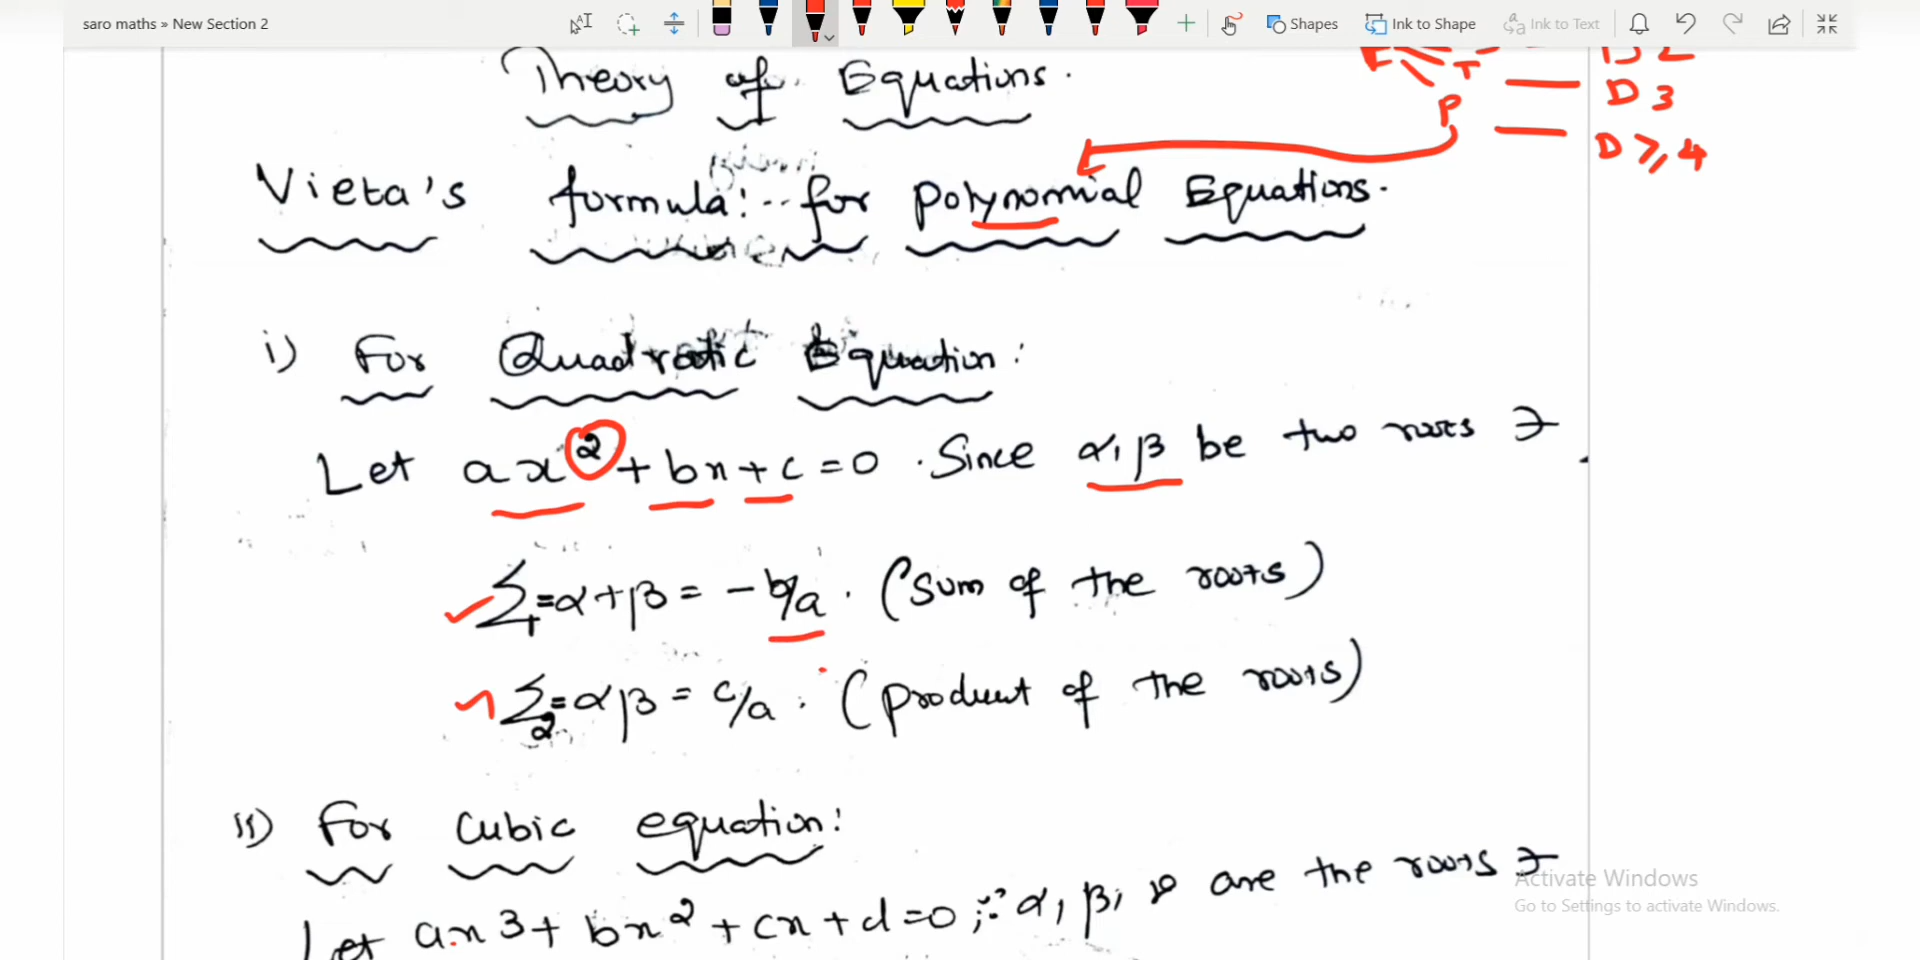 saro maths » New Section 2
Shapes
Ink to Shape
Ink to Text
T
D 3
P
D ≥ 4
Theory of Equations.
Vieta's formula:- for Polynomial Equations.
i) For Quadratic Equation:
Let ax² + bx + c = 0 . Since α, β be two roots ∋
Σ₁ = α + β = - b/a . (Sum of the roots)
Σ₂ = αβ = c/a . (product of the roots)
ii) For Cubic equation:
Let ax3 + bx² + cx + d = 0 ; ∵ α, β, γ are the roots ∋
Activate Windows
Go to Settings to activate Windows.